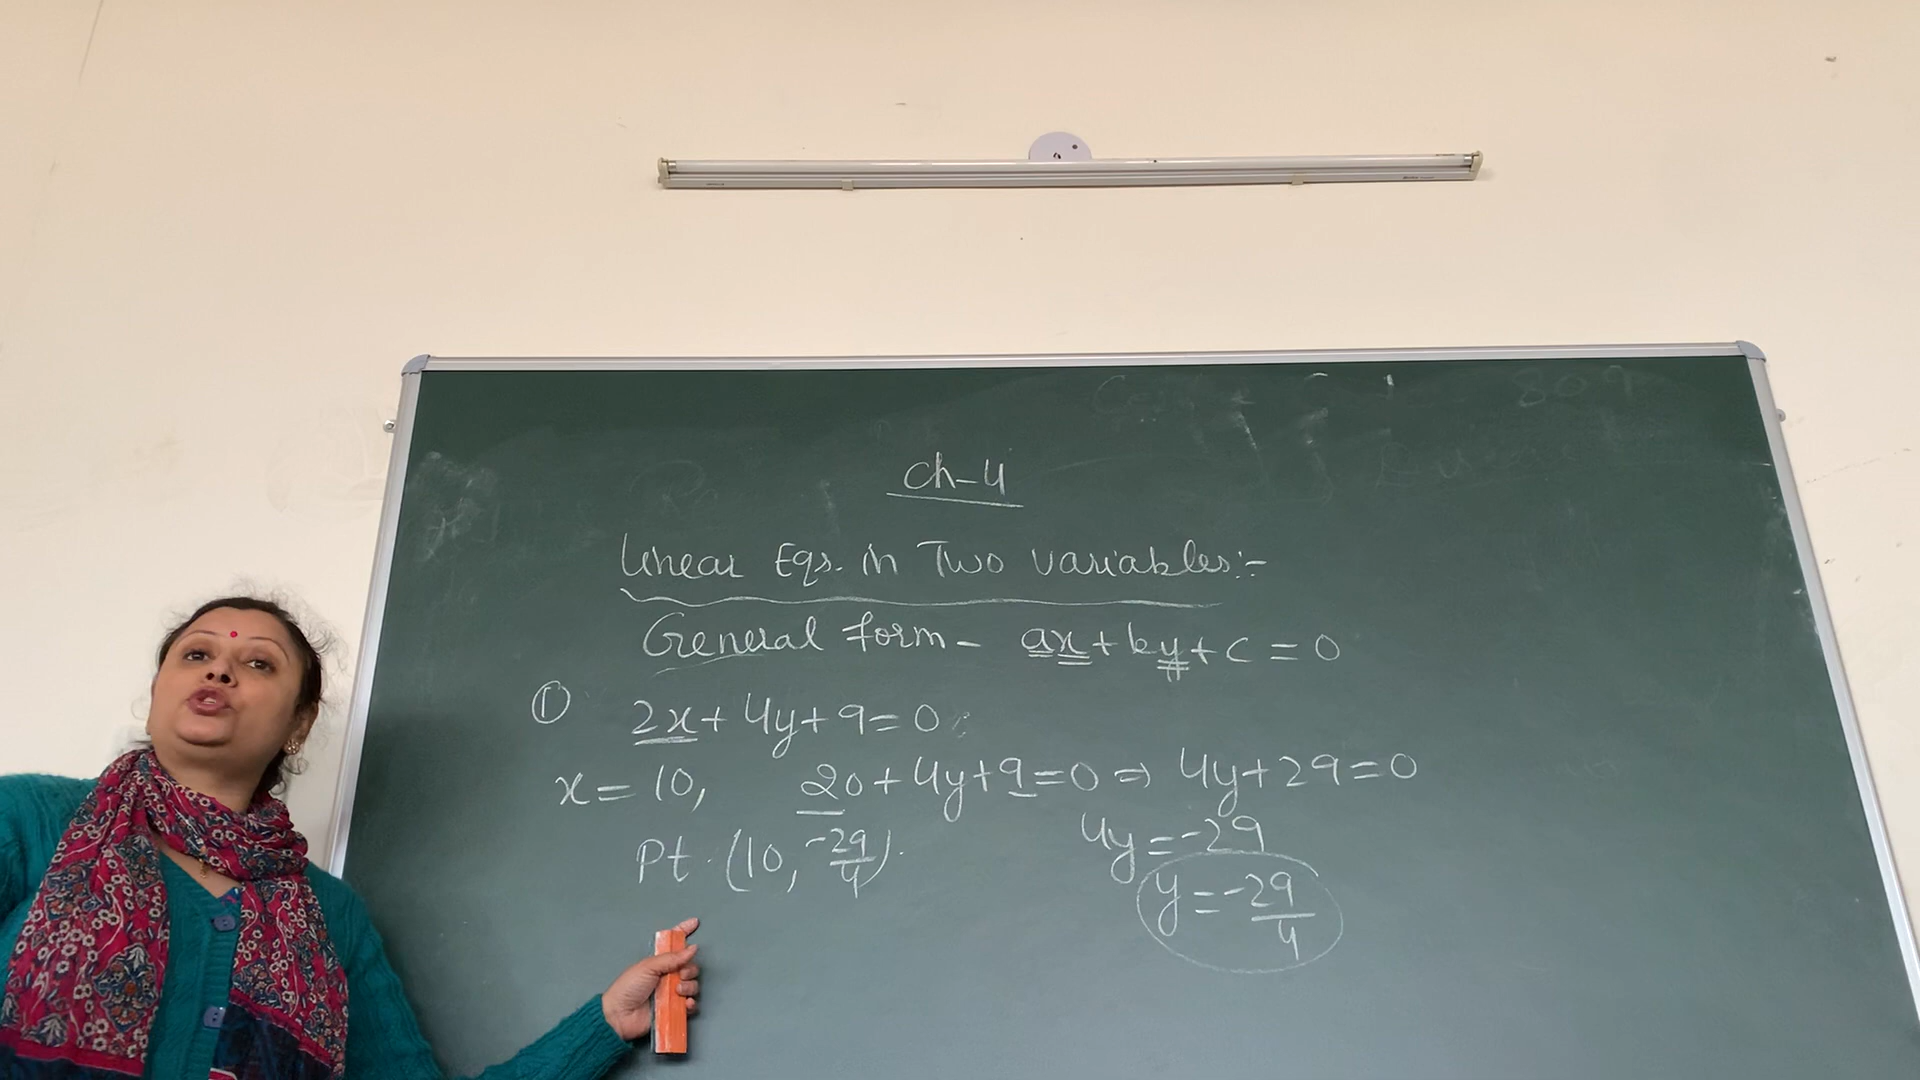 Ch-4
Linear Eqs. in Two variables:-
General form - ax + by + c = 0
① 2x + 4y + 9 = 0
x = 10, 20 + 4y + 9 = 0 ⇒ 4y + 29 = 0
4y = -29
Pt. (10, -29/4).
y = -29/4